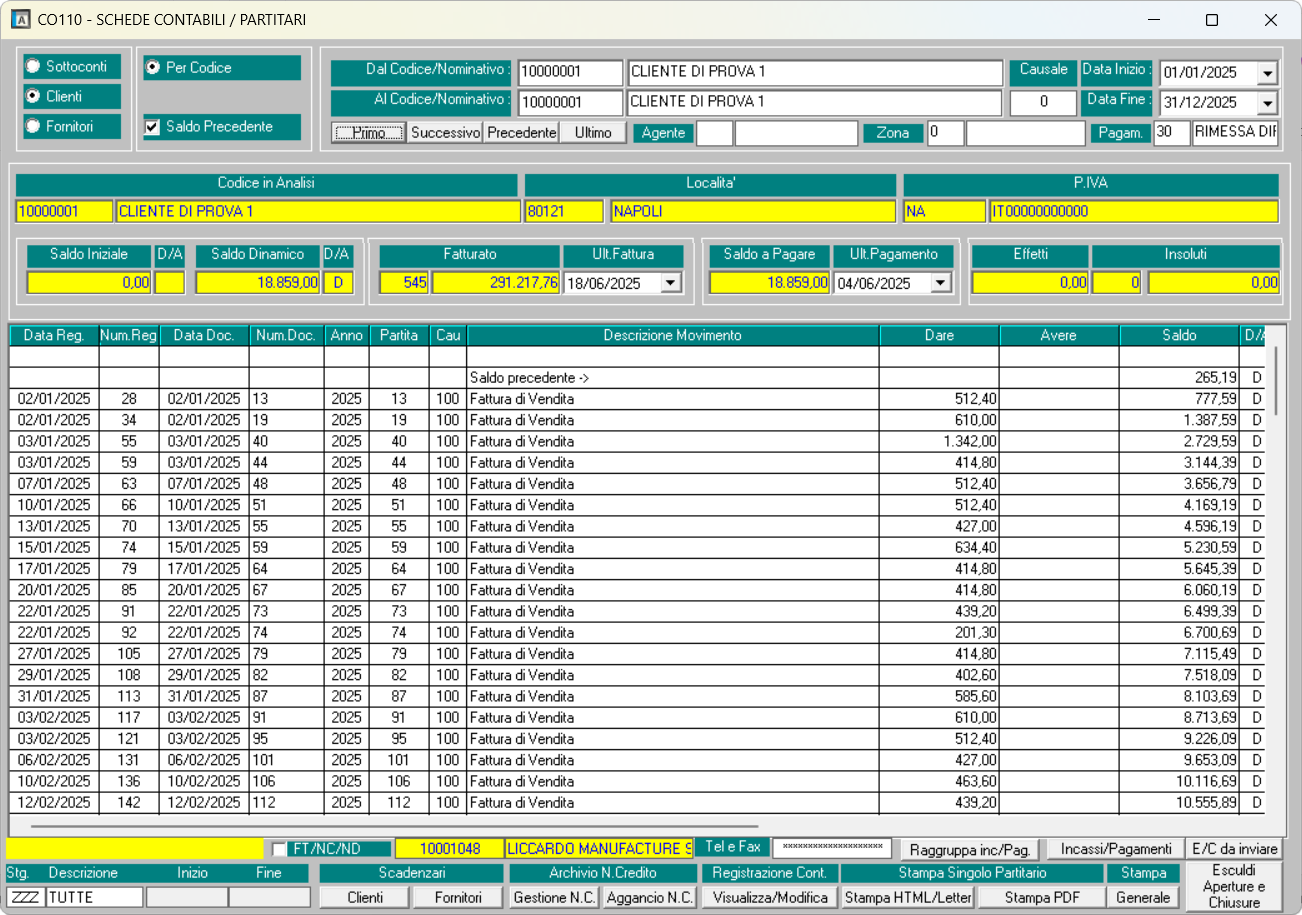 CO110 - SCHEDE CONTABILI / PARTITARI
Sottoconti
Clienti
Fornitori
Per Codice
Saldo Precedente
Dal Codice/Nominativo : 10000001 CLIENTE DI PROVA 1 Causale Data Inizio : 01/01/2025
Al Codice/Nominativo : 10000001 CLIENTE DI PROVA 1 0 Data Fine : 31/12/2025
Primo Successivo Precedente Ultimo Agente Zona 0 Pagam. 30 RIMESSA DIF
Codice in Analisi Localita' P.IVA
10000001 CLIENTE DI PROVA 1 80121 NAPOLI NA IT00000000000
Saldo Iniziale D/A Saldo Dinamico D/A Fatturato Ult.Fattura Saldo a Pagare Ult.Pagamento Effetti Insoluti
0,00 18.859,00 D 545 291.217,76 18/06/2025 18.859,00 04/06/2025 0,00 0 0,00
Data Reg. Num.Reg Data Doc. Num.Doc. Anno Partita Cau Descrizione Movimento Dare Avere Saldo D/A
Saldo precedente -> 265,19 D
02/01/2025 28 02/01/2025 13 2025 13 100 Fattura di Vendita 512,40 777,59 D
02/01/2025 34 02/01/2025 19 2025 19 100 Fattura di Vendita 610,00 1.387,59 D
03/01/2025 55 03/01/2025 40 2025 40 100 Fattura di Vendita 1.342,00 2.729,59 D
03/01/2025 59 03/01/2025 44 2025 44 100 Fattura di Vendita 414,80 3.144,39 D
07/01/2025 63 07/01/2025 48 2025 48 100 Fattura di Vendita 512,40 3.656,79 D
10/01/2025 66 10/01/2025 51 2025 51 100 Fattura di Vendita 512,40 4.169,19 D
13/01/2025 70 13/01/2025 55 2025 55 100 Fattura di Vendita 427,00 4.596,19 D
15/01/2025 74 15/01/2025 59 2025 59 100 Fattura di Vendita 634,40 5.230,59 D
17/01/2025 79 17/01/2025 64 2025 64 100 Fattura di Vendita 414,80 5.645,39 D
20/01/2025 85 20/01/2025 67 2025 67 100 Fattura di Vendita 414,80 6.060,19 D
22/01/2025 91 22/01/2025 73 2025 73 100 Fattura di Vendita 439,20 6.499,39 D
22/01/2025 92 22/01/2025 74 2025 74 100 Fattura di Vendita 201,30 6.700,69 D
27/01/2025 105 27/01/2025 79 2025 79 100 Fattura di Vendita 414,80 7.115,49 D
29/01/2025 108 29/01/2025 82 2025 82 100 Fattura di Vendita 402,60 7.518,09 D
31/01/2025 113 31/01/2025 87 2025 87 100 Fattura di Vendita 585,60 8.103,69 D
03/02/2025 117 03/02/2025 91 2025 91 100 Fattura di Vendita 610,00 8.713,69 D
03/02/2025 121 03/02/2025 95 2025 95 100 Fattura di Vendita 512,40 9.226,09 D
06/02/2025 131 06/02/2025 101 2025 101 100 Fattura di Vendita 427,00 9.653,09 D
10/02/2025 136 10/02/2025 106 2025 106 100 Fattura di Vendita 463,60 10.116,69 D
12/02/2025 142 12/02/2025 112 2025 112 100 Fattura di Vendita 439,20 10.555,89 D
FT/NC/ND 10001048 LICCARDO MANUFACTURE S Tel e Fax ******************** Raggruppa inc/Pag. Incassi/Pagamenti E/C da inviare
Stg. Descrizione Inizio Fine Scadenzari Archivio N.Credito Registrazione Cont. Stampa Singolo Partitario Stampa
ZZZ TUTTE Clienti Fornitori Gestione N.C. Aggancio N.C. Visualizza/Modifica Stampa HTML/Letter Stampa PDF Generale
Esculdi
Aperture e
Chiusure